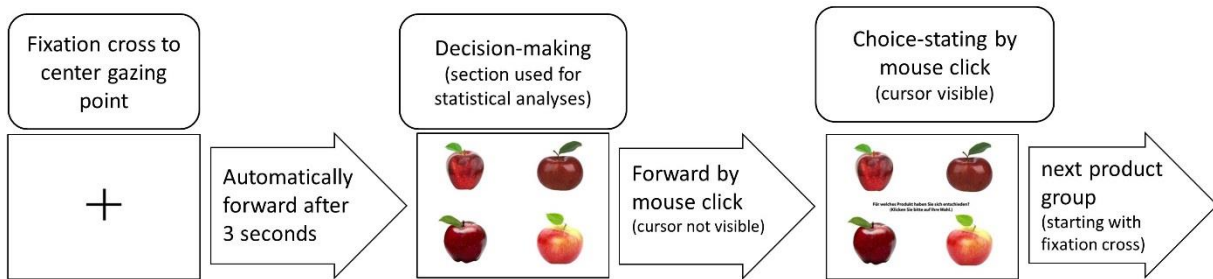 Fixation cross to
center gazing
point
Automatically
forward after
3 seconds
Decision-making
(section used for
statistical analyses)
Forward by
mouse click
(cursor not visible)
Choice-stating by
mouse click
(cursor visible)
Für welches Produkt haben Sie sich entschieden?
(Klicken Sie bitte auf Ihre Wahl.)
next product
group
(starting with
fixation cross)